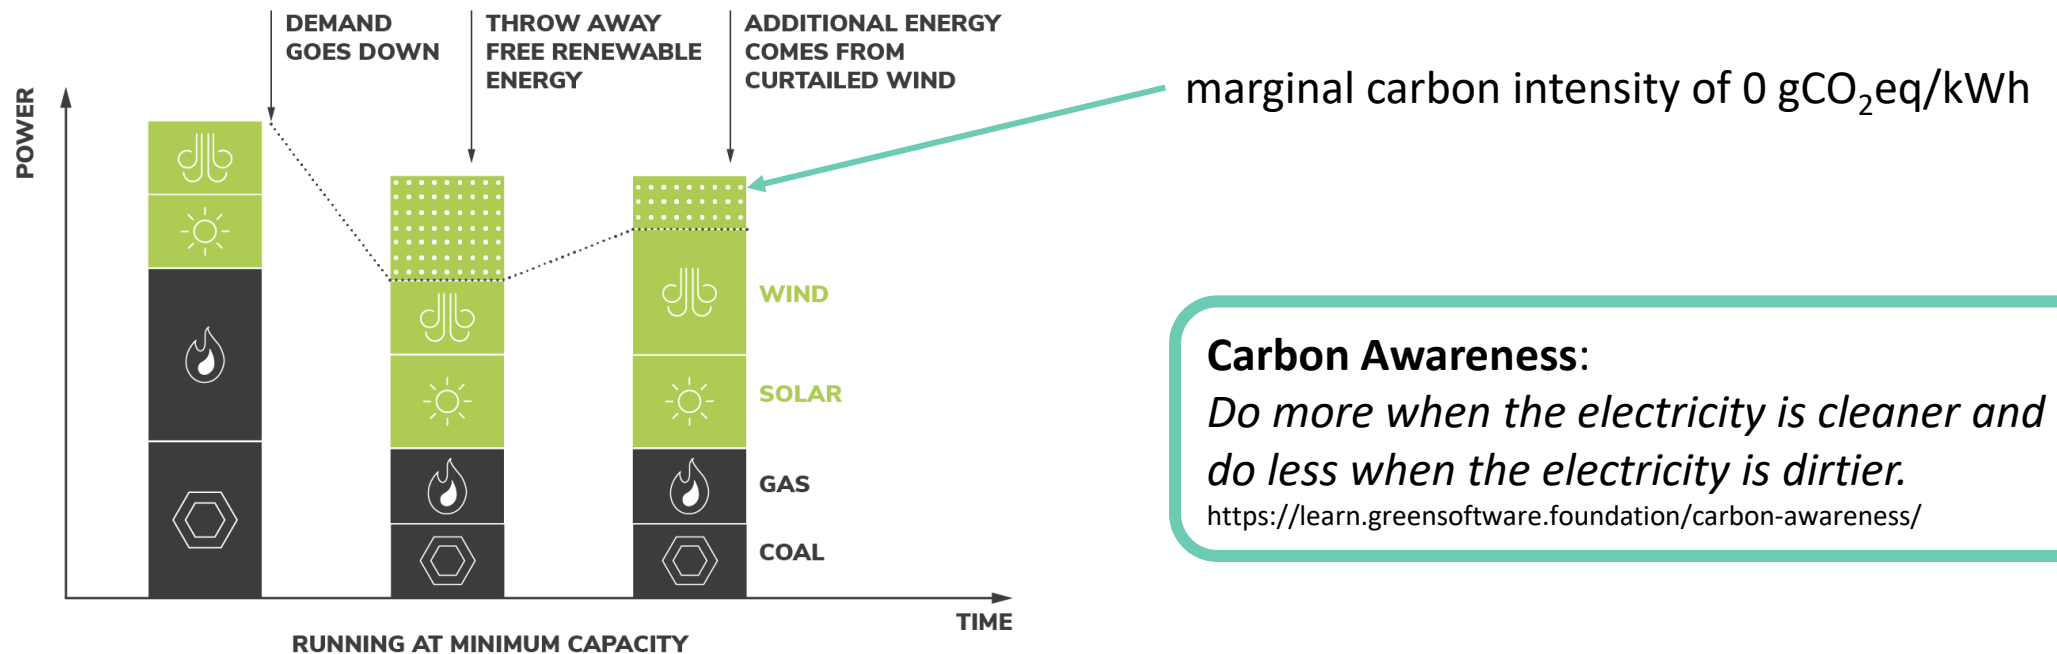 DEMAND
GOES DOWN
THROW AWAY
FREE RENEWABLE
ENERGY
ADDITIONAL ENERGY
COMES FROM
CURTAILED WIND
marginal carbon intensity of 0 gCO₂eq/kWh
POWER
WIND
SOLAR
GAS
COAL
TIME
RUNNING AT MINIMUM CAPACITY
Carbon Awareness:
Do more when the electricity is cleaner and
do less when the electricity is dirtier.
https://learn.greensoftware.foundation/carbon-awareness/